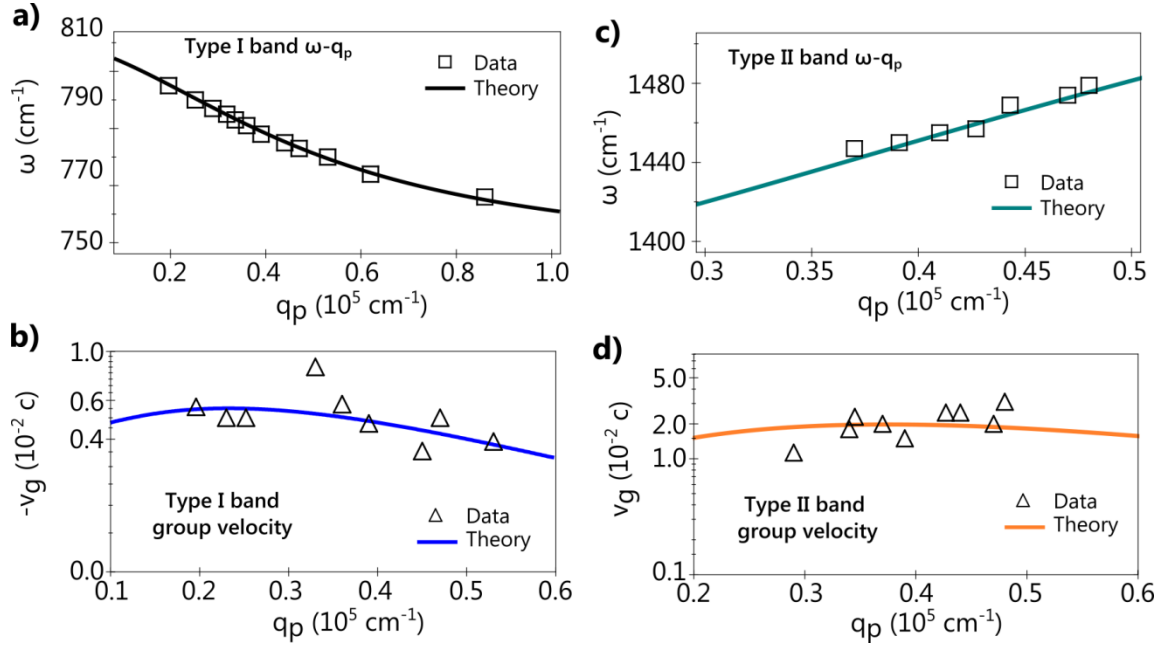 a)
Type I band ω-qₚ
Data
Theory
810
790
770
750
ω (cm⁻¹)
0.2
0.4
0.6
0.8
1.0
qₚ (10⁵ cm⁻¹)
c)
Type II band ω-qₚ
Data
Theory
1480
1440
1400
ω (cm⁻¹)
0.3
0.35
0.4
0.45
0.5
qₚ (10⁵ cm⁻¹)
b)
1.0
0.6
0.4
0.0
-v_g (10⁻² c)
Type I band
group velocity
Data
Theory
0.1
0.2
0.3
0.4
0.5
0.6
qₚ (10⁵ cm⁻¹)
d)
5.0
2.0
1.0
0.1
v_g (10⁻² c)
Type II band
group velocity
Data
Theory
0.2
0.3
0.4
0.5
0.6
qₚ (10⁵ cm⁻¹)